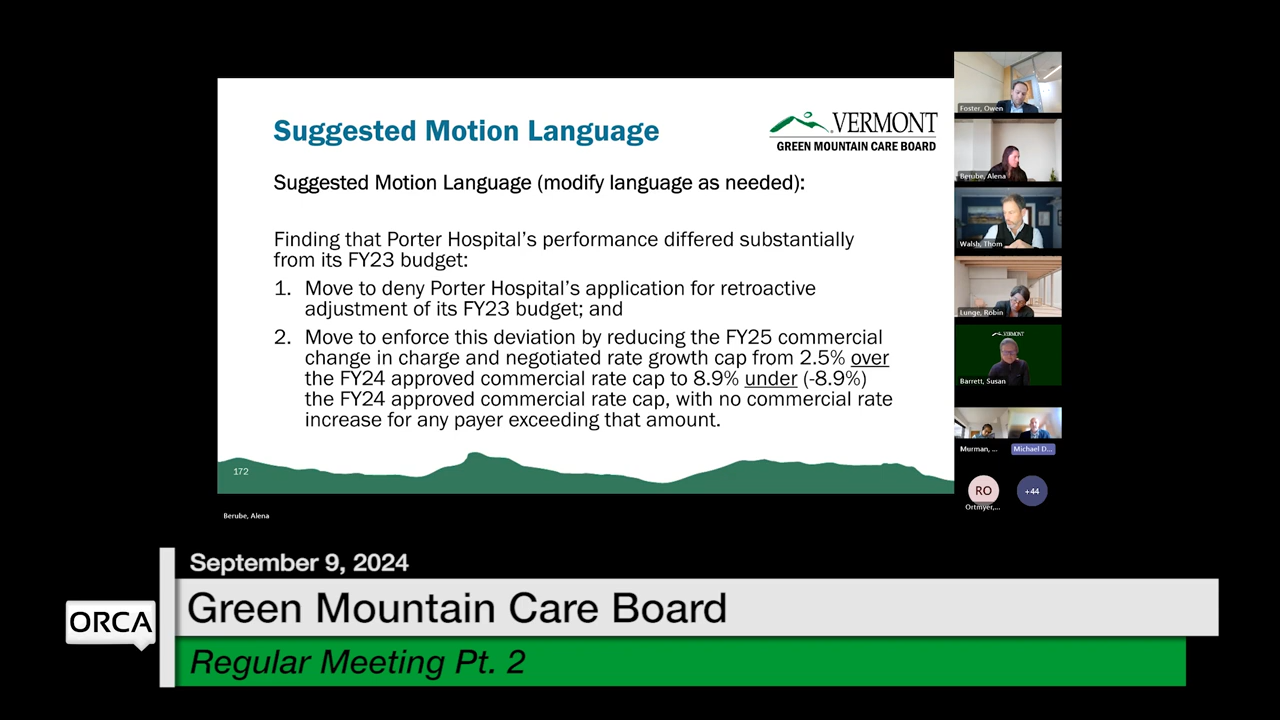 Suggested Motion Language
VERMONT
GREEN MOUNTAIN CARE BOARD
Suggested Motion Language (modify language as needed):
Finding that Porter Hospital's performance differed substantially
from its FY23 budget:
1. Move to deny Porter Hospital's application for retroactive
adjustment of its FY23 budget; and
2. Move to enforce this deviation by reducing the FY25 commercial
change in charge and negotiated rate growth cap from 2.5% over
the FY24 approved commercial rate cap to 8.9% under (-8.9%)
the FY24 approved commercial rate cap, with no commercial rate
increase for any payer exceeding that amount.
172
Foster, Owen
Berube, Alena
Walsh, Thom
Lunge, Robin
VERMONT
Barrett, Susan
Murman, ...
Michael D...
RO
+44
Ortmyer,...
Berube, Alena
September 9, 2024
ORCA
Green Mountain Care Board
Regular Meeting Pt. 2